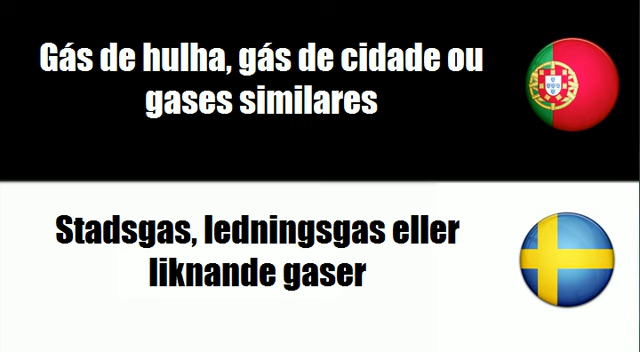 Gás de hulha, gás de cidade ou
gases similares
Stadsgas, ledningsgas eller
liknande gaser